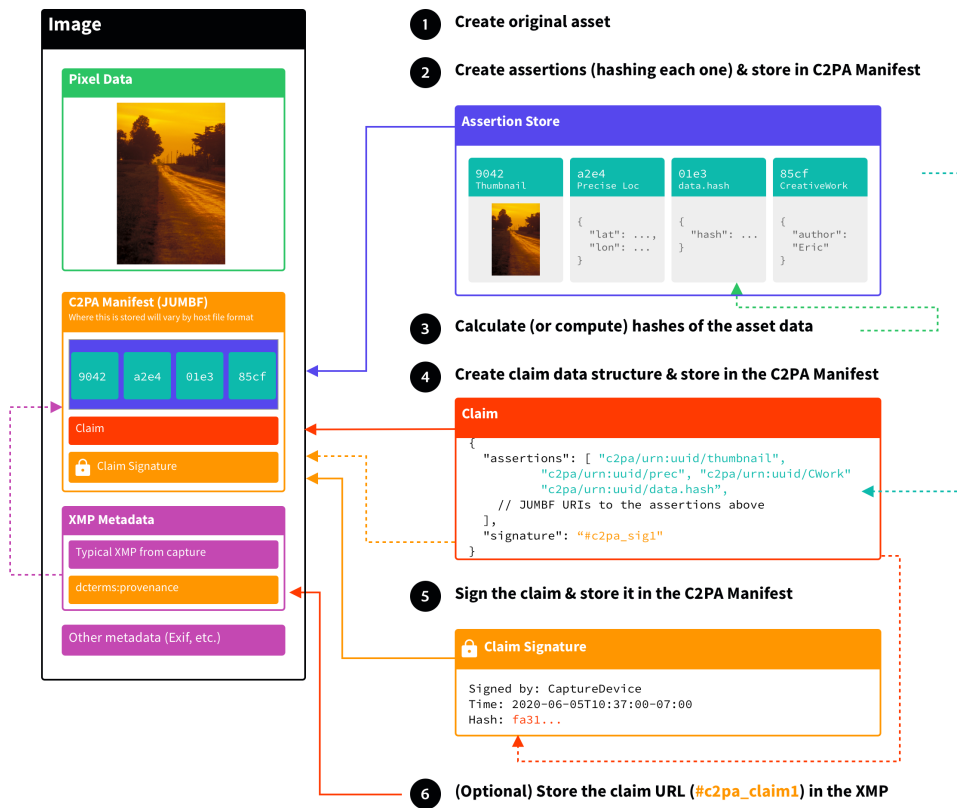 Image
Pixel Data
C2PA Manifest (JUMBF)
Where this is stored will vary by host file format
9042 a2e4 01e3 85cf
Claim
Claim Signature
XMP Metadata
Typical XMP from capture
dcterms:provenance
Other metadata (Exif, etc.)
1 Create original asset
2 Create assertions (hashing each one) & store in C2PA Manifest
Assertion Store
9042
Thumbnail
a2e4
Precise Loc
{
"lat": ...,
"lon": ...
}
01e3
data.hash
{
"hash": ...
}
85cf
CreativeWork
{
"author":
"Eric"
}
3 Calculate (or compute) hashes of the asset data
4 Create claim data structure & store in the C2PA Manifest
Claim
{
"assertions": [ "c2pa/urn:uuid/thumbnail",
"c2pa/urn:uuid/prec", "c2pa/urn:uuid/CWork"
"c2pa/urn:uuid/data.hash”,
// JUMBF URIs to the assertions above
],
"signature": “#c2pa_sig1"
}
5 Sign the claim & store it in the C2PA Manifest
Claim Signature
Signed by: CaptureDevice
Time: 2020-06-05T10:37:00-07:00
Hash: fa31...
6 (Optional) Store the claim URL (#c2pa_claim1) in the XMP